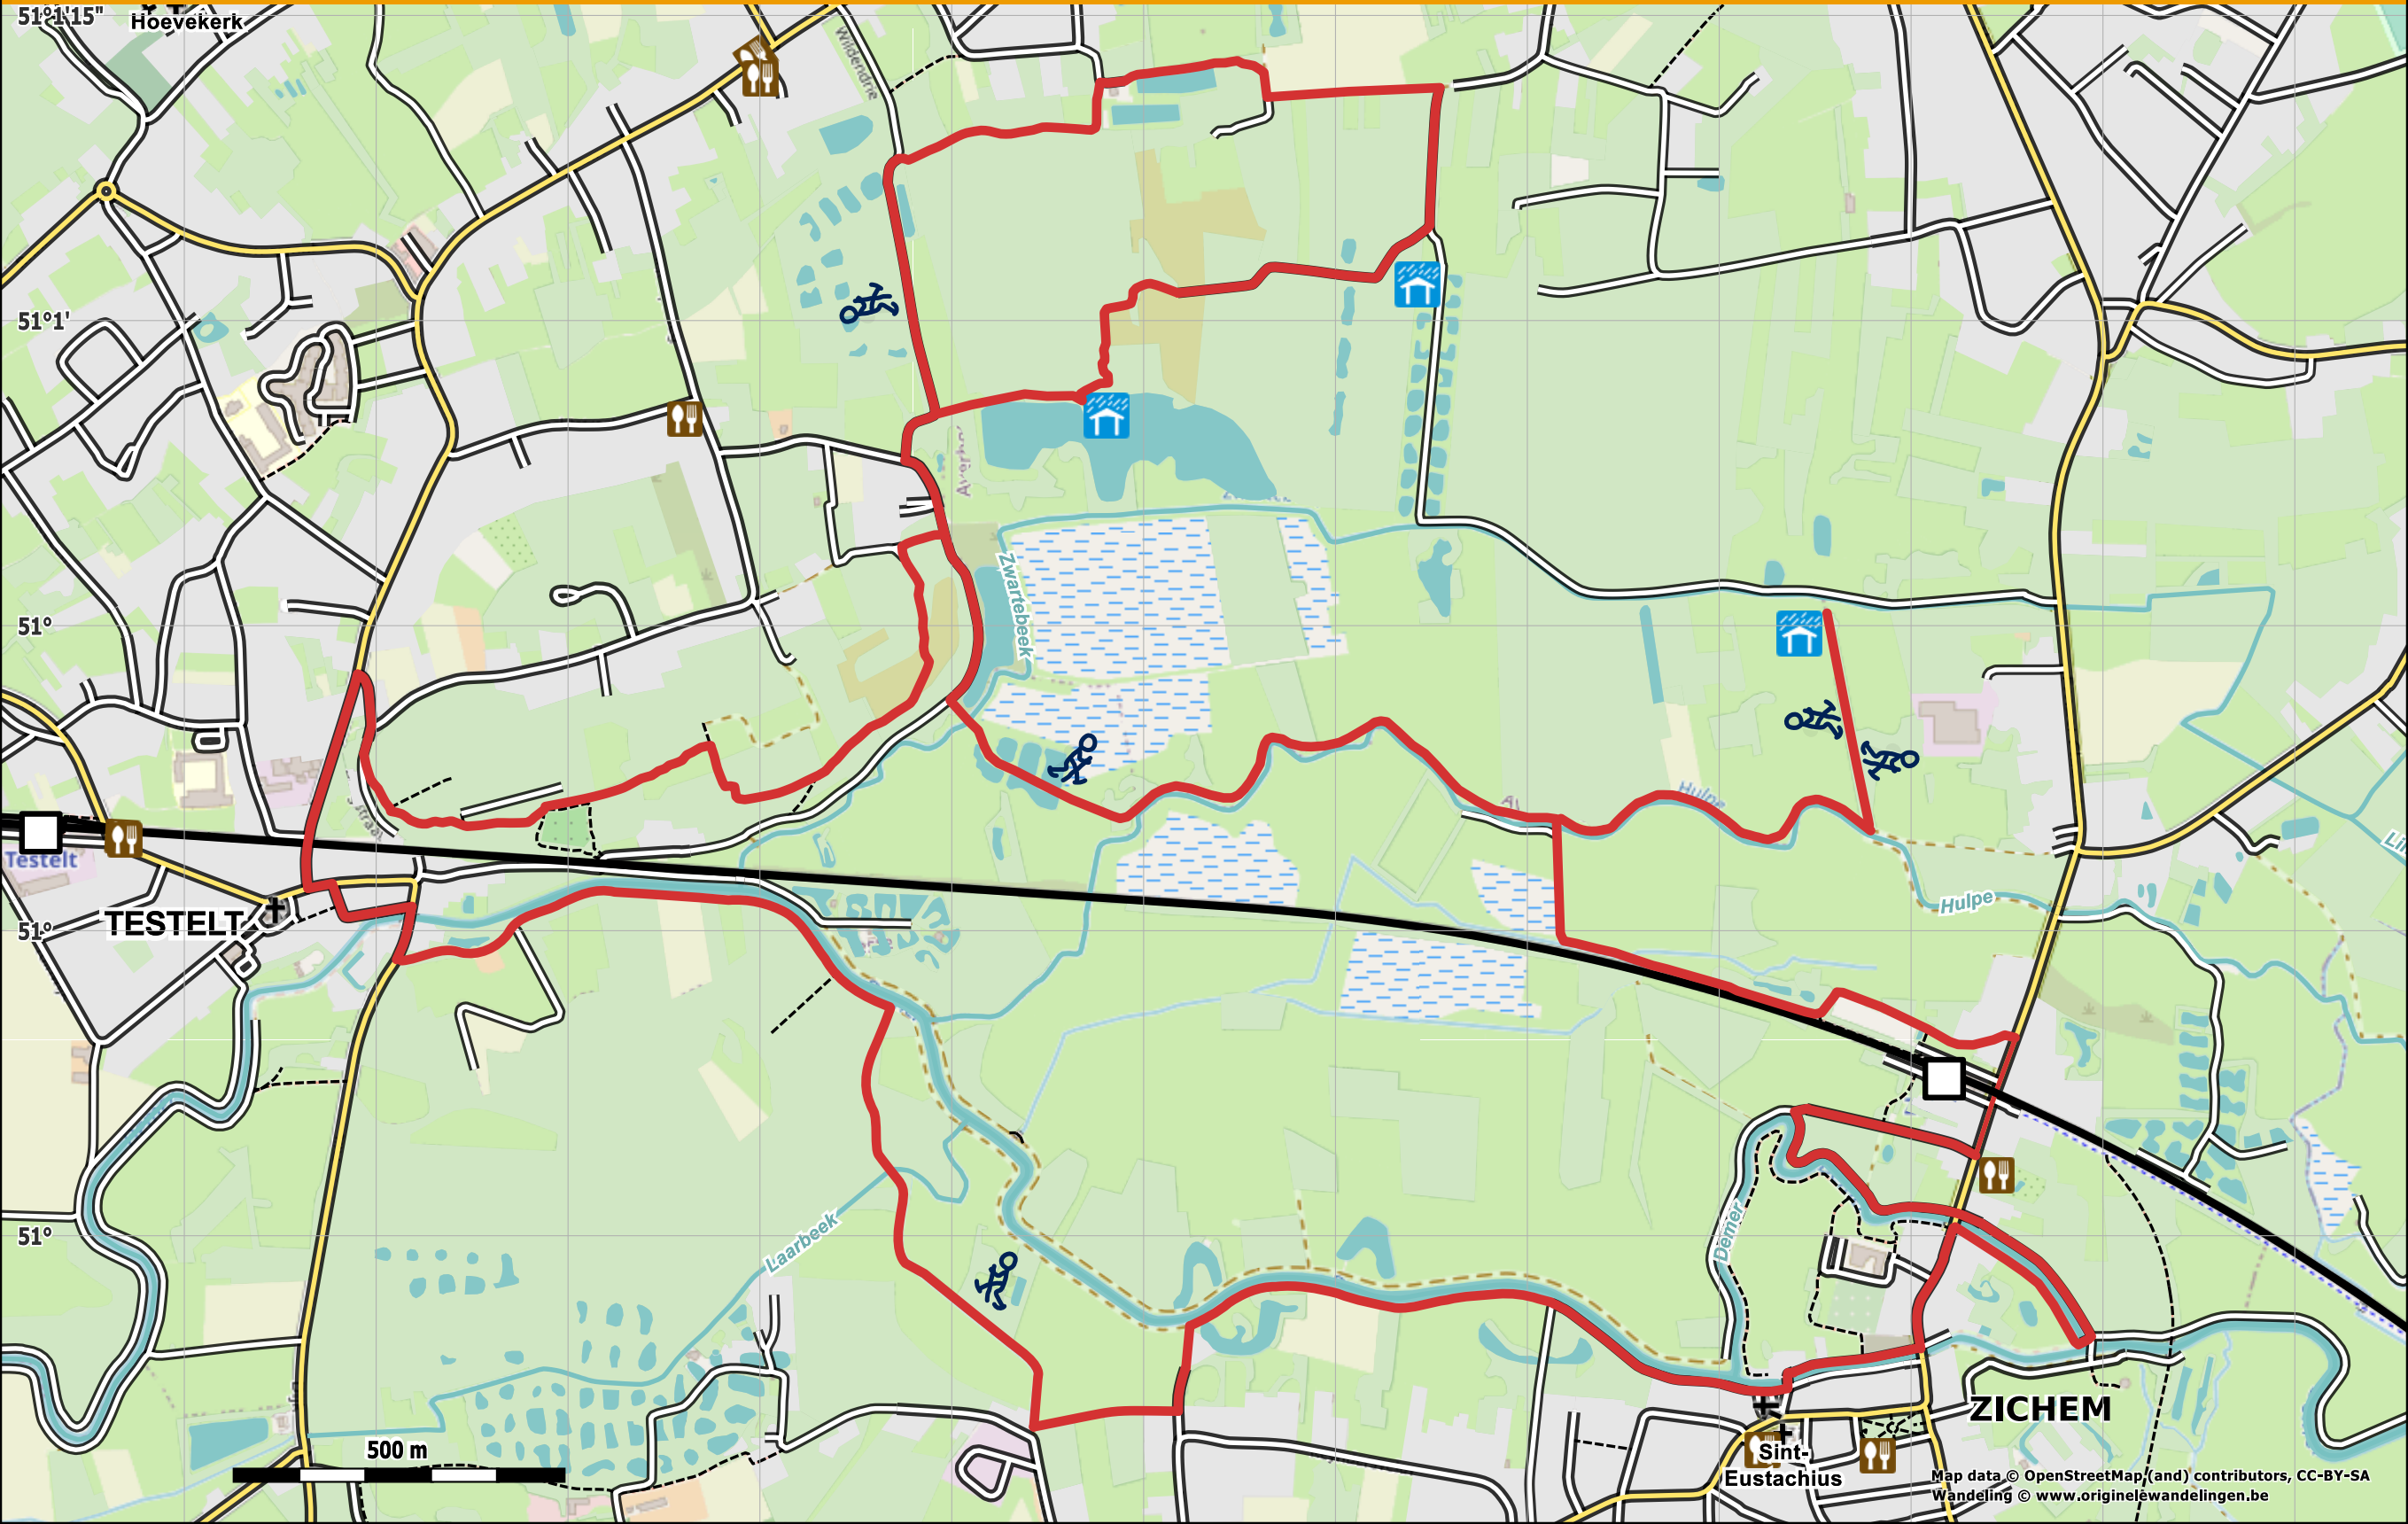 51°1'15"
Hoevekerk
Wildendrie
51°1'
Zwartebeek
51°
Hulpe
Testelt
Hulpe
TESTELT
51°
Demer
51°
Laarbeek
ZICHEM
500 m
Sint-
Eustachius
Map data © OpenStreetMap (and) contributors, CC-BY-SA
Wandeling © www.originelewandelingen.be